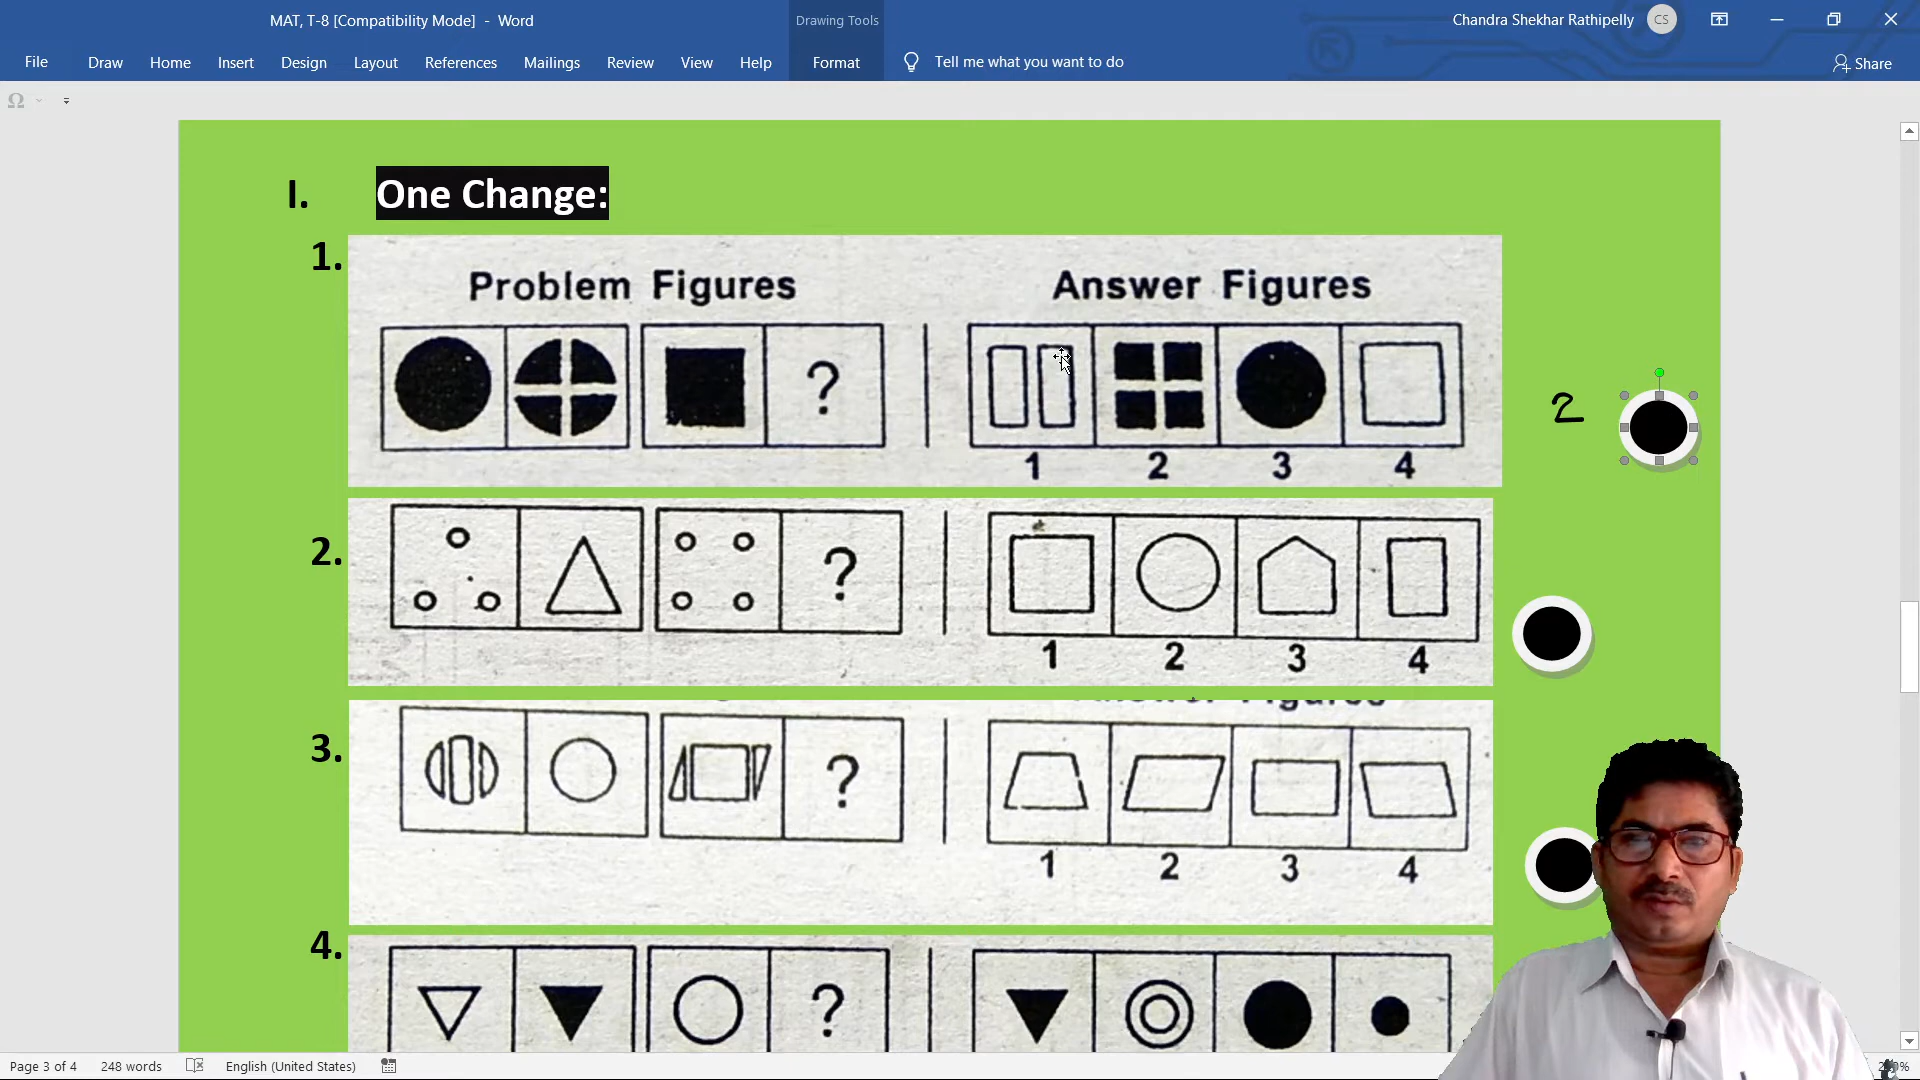 MAT, T-8 [Compatibility Mode] - Word
Drawing Tools
Chandra Shekhar Rathipelly
CS
File
Draw
Home
Insert
Design
Layout
References
Mailings
Review
View
Help
Format
Tell me what you want to do
Share
I. One Change:
1.
Problem Figures
Answer Figures
?
1 2 3 4
2
2.
?
1 2 3 4
3.
Answer Figures
?
1 2 3 4
4.
?
Page 3 of 4
248 words
English (United States)